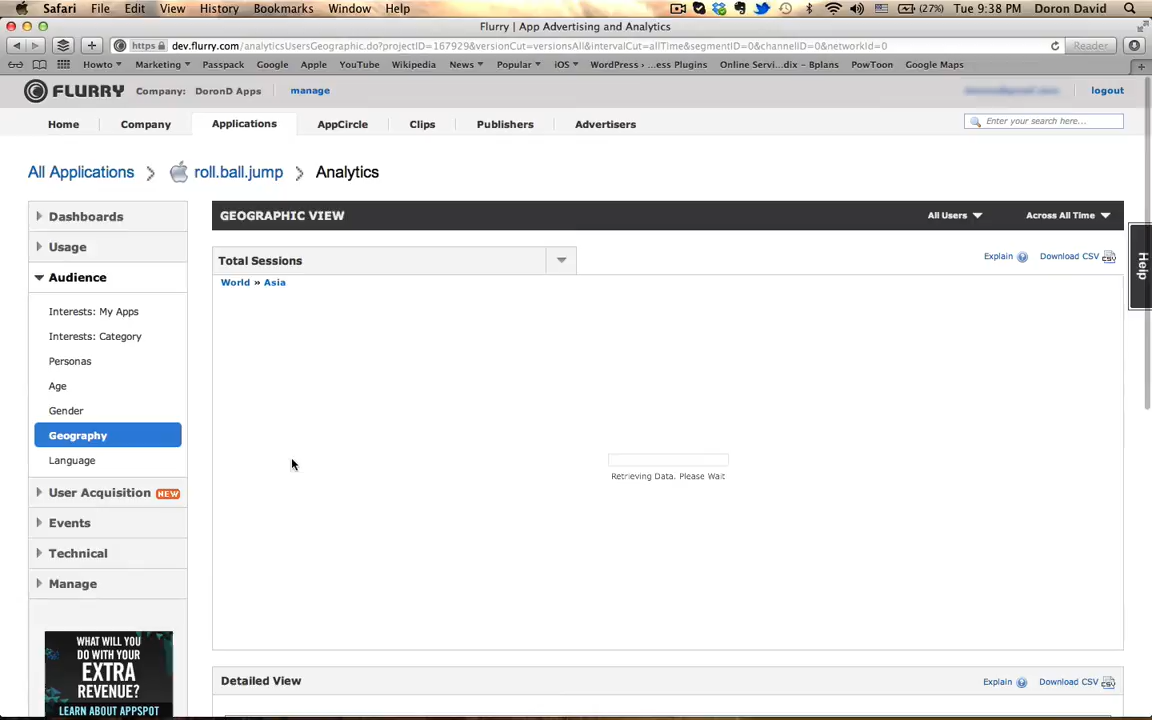 Safari File Edit View History Bookmarks Window Help (27%) Tue 9:38 PM Doron David
Flurry | App Advertising and Analytics
https dev.flurry.com/analyticsUsersGeographic.do?projectID=167929&versionCut=versionsAll&intervalCut=allTime&segmentID=0&channelID=0&networkId=0 Reader
Howto Marketing Passpack Google Apple YouTube Wikipedia News Popular iOS WordPress ›...ess Plugins Online Servi...dix - Bplans PowToon Google Maps
FLURRY Company: DoronD Apps manage logout
Home Company Applications AppCircle Clips Publishers Advertisers Enter your search here...
All Applications roll.ball.jump Analytics
Dashboards
Usage
Audience
Interests: My Apps
Interests: Category
Personas
Age
Gender
Geography
Language
User Acquisition NEW
Events
Technical
Manage
WHAT WILL YOU
DO WITH YOUR
EXTRA
REVENUE?
LEARN ABOUT APPSPOT
GEOGRAPHIC VIEW All Users Across All Time
Total Sessions Explain Download CSV
World » Asia
Retrieving Data. Please Wait
Detailed View Explain Download CSV
Help